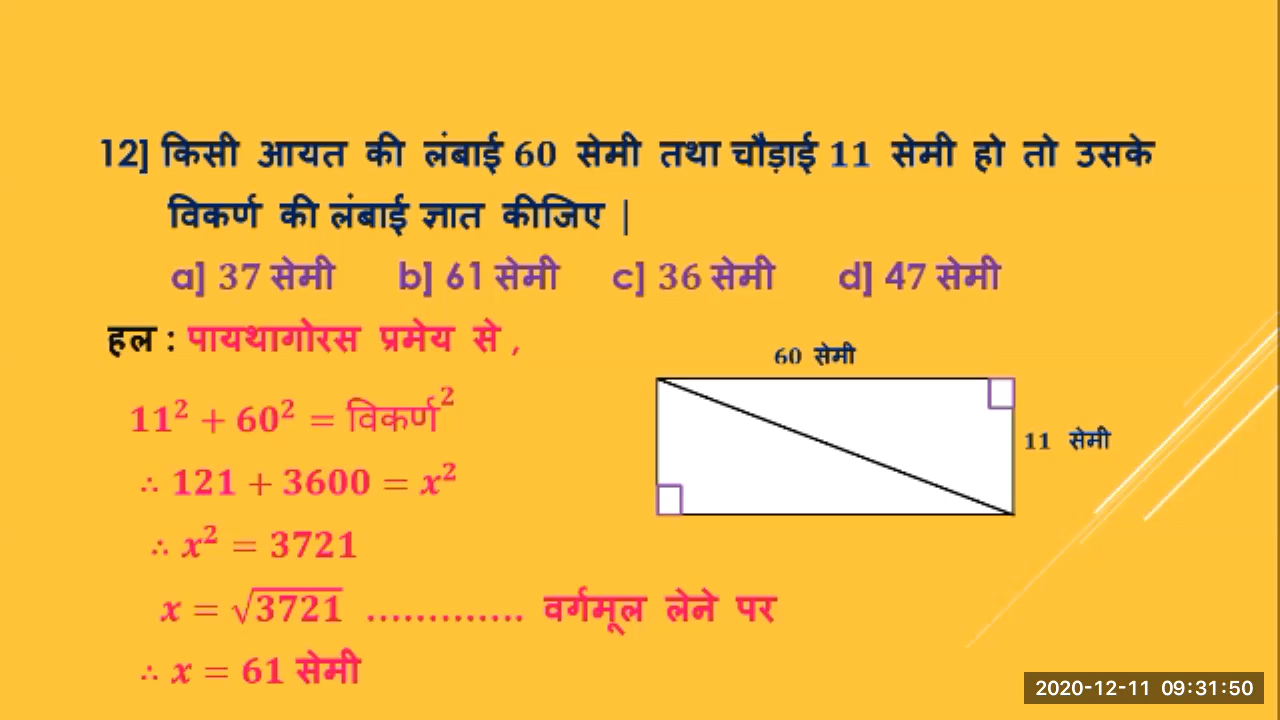 12] किसी आयत की लंबाई 60 सेमी तथा चौड़ाई 11 सेमी हो तो उसके
विकर्ण की लंबाई ज्ञात कीजिए |
a] 37 सेमी b] 61 सेमी c] 36 सेमी d] 47 सेमी
हल : पायथागोरस प्रमेय से ,
60 सेमी
11² + 60² = विकर्ण²
11 सेमी
∴ 121 + 3600 = x²
∴ x² = 3721
x = √3721 ............. वर्गमूल लेने पर
∴ x = 61 सेमी
2020-12-11 09:31:50